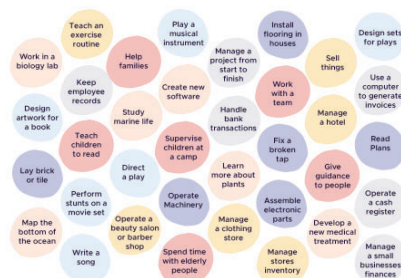 Teach an
exercise
routine
Play a
musical
instrument
Install
flooring in
houses
Design sets
for plays
Work in a
biology lab
Help
families
Manage a
project from
start to
finish
Sell
things
Keep
employee
records
Create new
software
Work
with a
team
Use a
computer
to generate
invoices
Design
artwork for
a book
Study
marine life
Handle
bank
transactions
Manage
a hotel
Teach
children
to read
Supervise
children at
a camp
Fix a
broken
tap
Read
Plans
Lay brick
or tile
Direct
a play
Learn
more about
plants
Give
guidance
to people
Perform
stunts on a
movie set
Operate
Machinery
Assemble
electronic
parts
Operate
a cash
register
Map the
bottom of
the ocean
Operate a
beauty salon
or barber
shop
Manage
a clothing
store
Develop a
new medical
treatment
Write a
song
Spend time
with elderly
people
Manage
stores
inventory
Manage a
small
businesses
finances